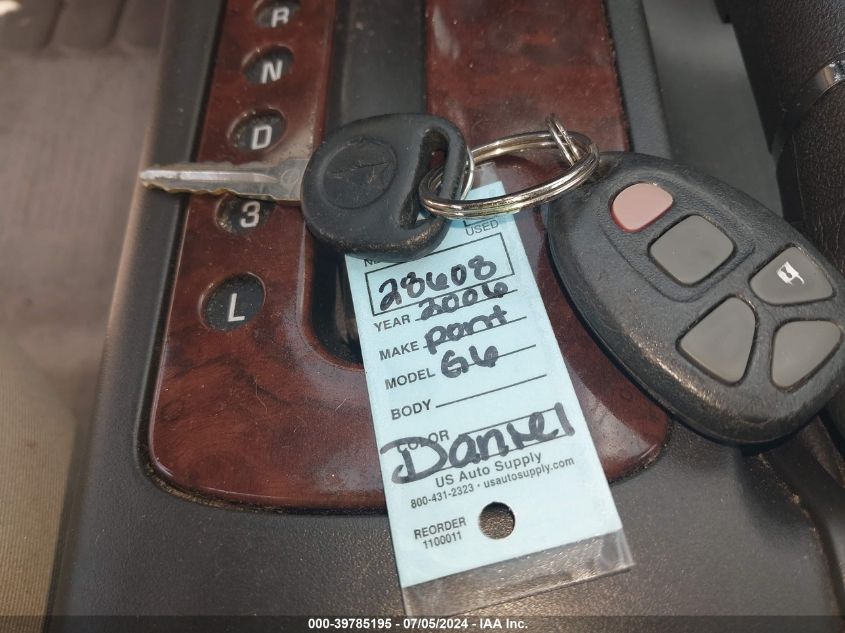 R
N
D
3
L
USED
28608
YEAR 2006
MAKE pont
MODEL G6
BODY
COLOR
Daniel
US Auto Supply
800-431-2323 • usautosupply.com
REORDER
1100011
000-39785195 - 07/05/2024 - IAA Inc.